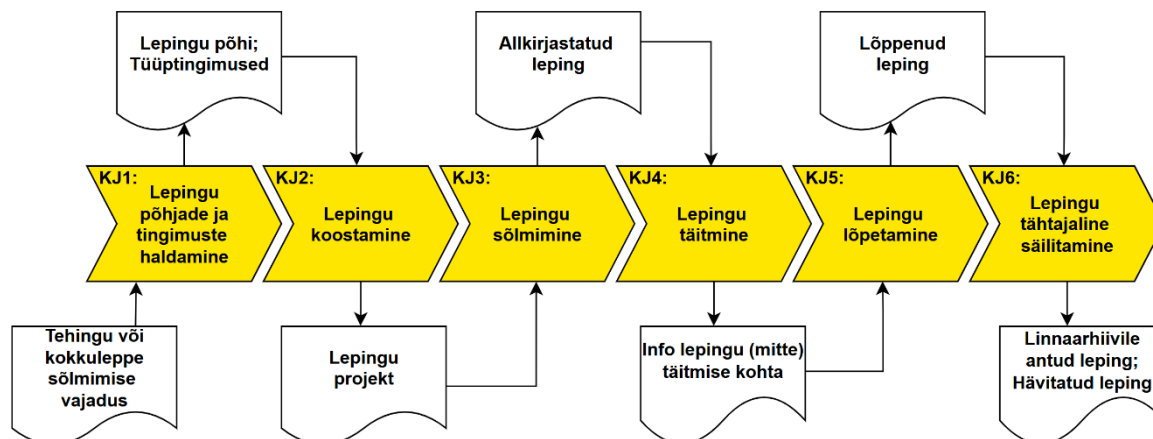 Lepingu põhi;
Tüüptingimused
Allkirjastatud
leping
Lõppenud
leping
KJ1:
Lepingu
põhjade ja
tingimuste
haldamine
KJ2:
Lepingu
koostamine
KJ3:
Lepingu
sõlmimine
KJ4:
Lepingu
täitmine
KJ5:
Lepingu
lõpetamine
KJ6:
Lepingu
tähtajaline
säilitamine
Tehingu või
kokkuleppe
sõlmimise
vajadus
Lepingu
projekt
Info lepingu (mitte)
täitmise kohta
Linnaarhiivile
antud leping;
Hävitatud leping